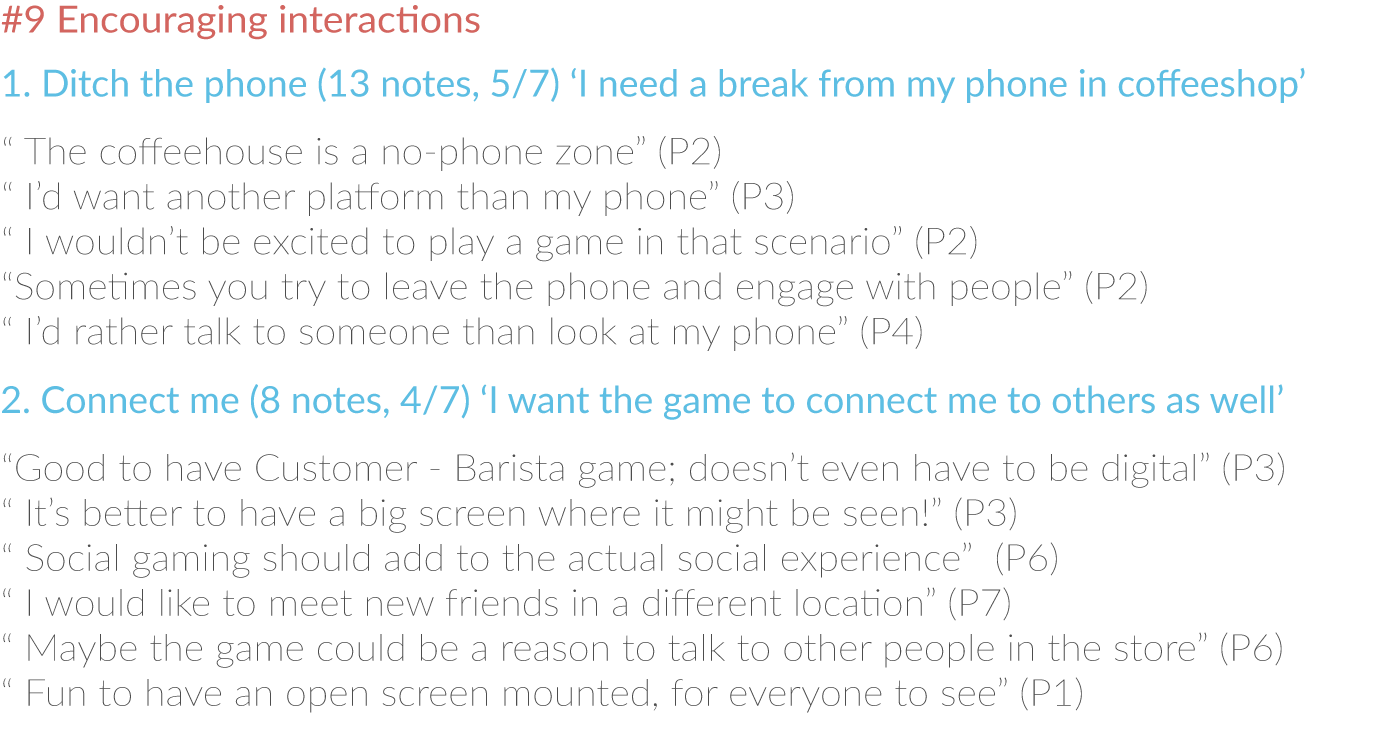 #9 Encouraging interactions
1. Ditch the phone (13 notes, 5/7) ‘I need a break from my phone in coffeeshop’
“ The coffeehouse is a no-phone zone” (P2)
“ I’d want another platform than my phone” (P3)
“ I wouldn’t be excited to play a game in that scenario” (P2)
“Sometimes you try to leave the phone and engage with people” (P2)
“ I’d rather talk to someone than look at my phone” (P4)
2. Connect me (8 notes, 4/7) ‘I want the game to connect me to others as well’
“Good to have Customer - Barista game; doesn’t even have to be digital” (P3)
“ It’s better to have a big screen where it might be seen!” (P3)
“ Social gaming should add to the actual social experience”  (P6)
“ I would like to meet new friends in a different location” (P7)
“ Maybe the game could be a reason to talk to other people in the store” (P6)
“ Fun to have an open screen mounted, for everyone to see” (P1)